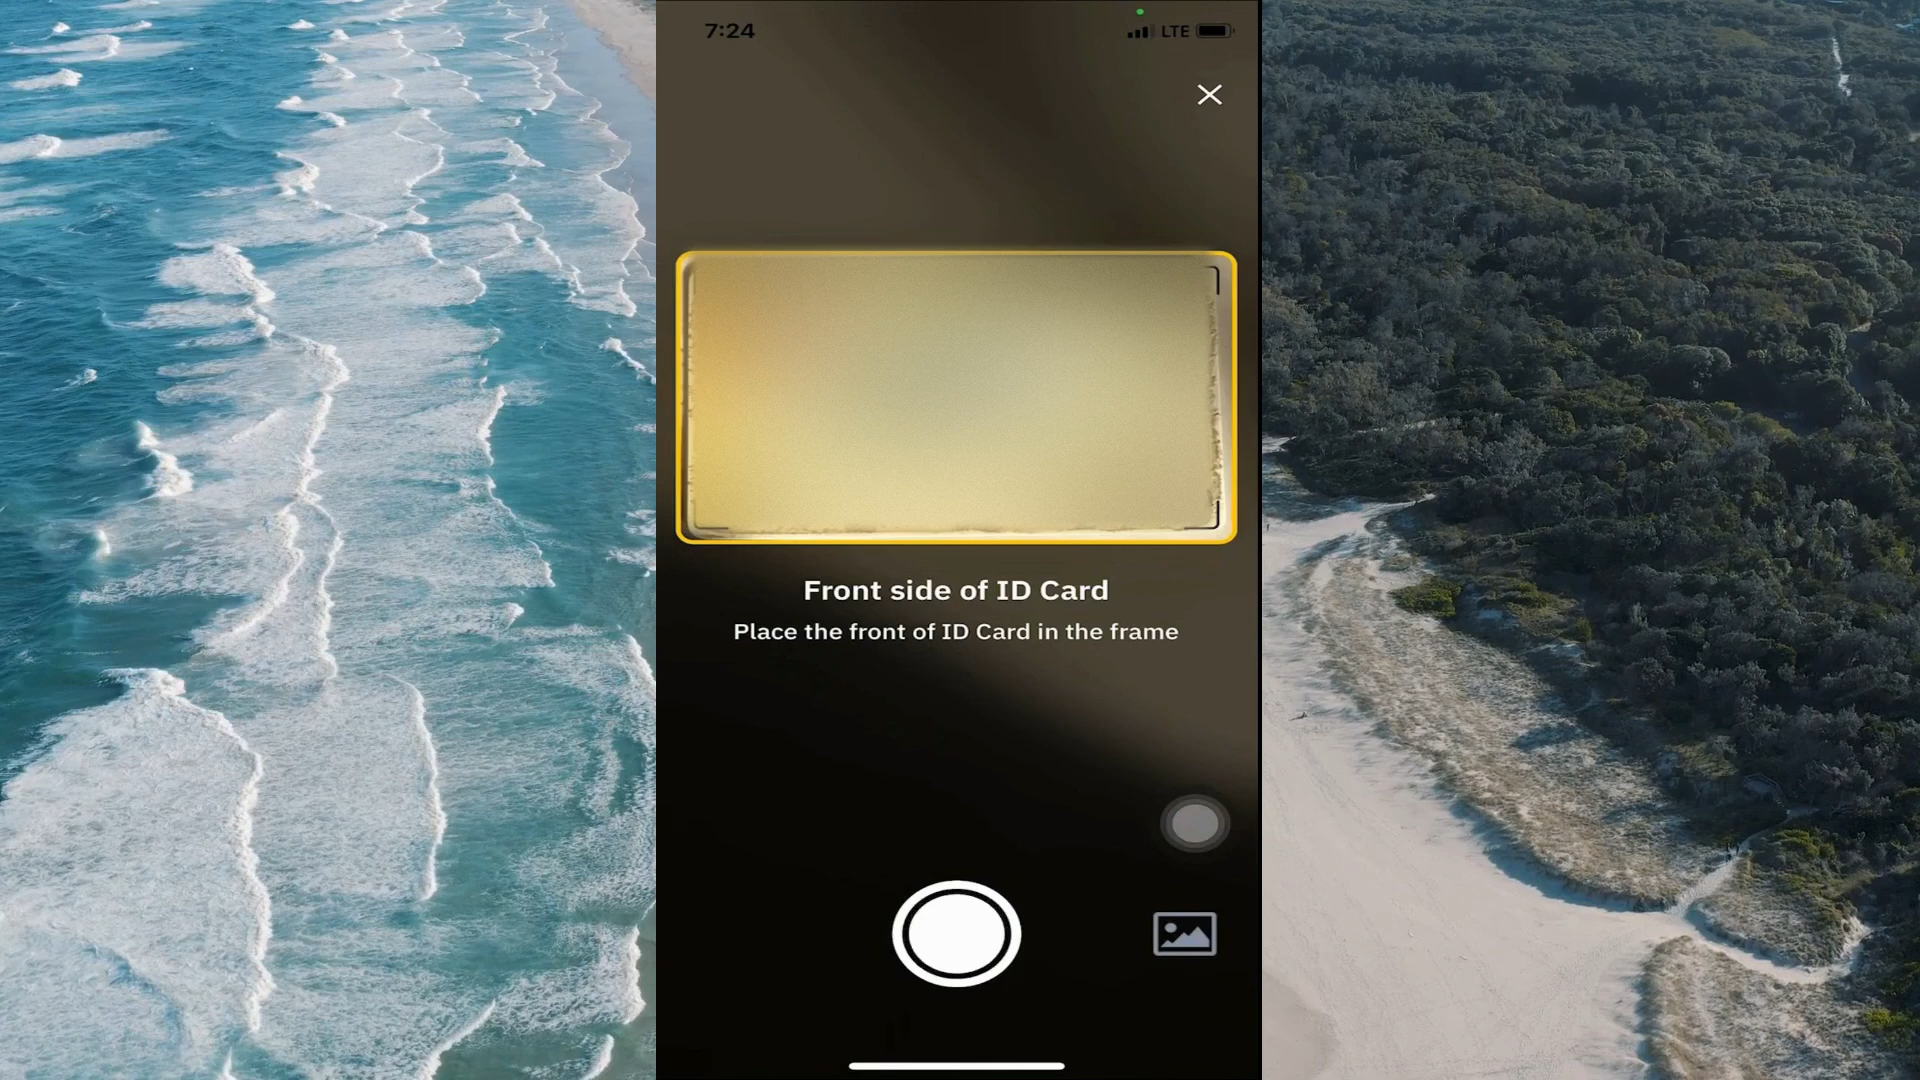 7:24
LTE
Front side of ID Card
Place the front of ID Card in the frame